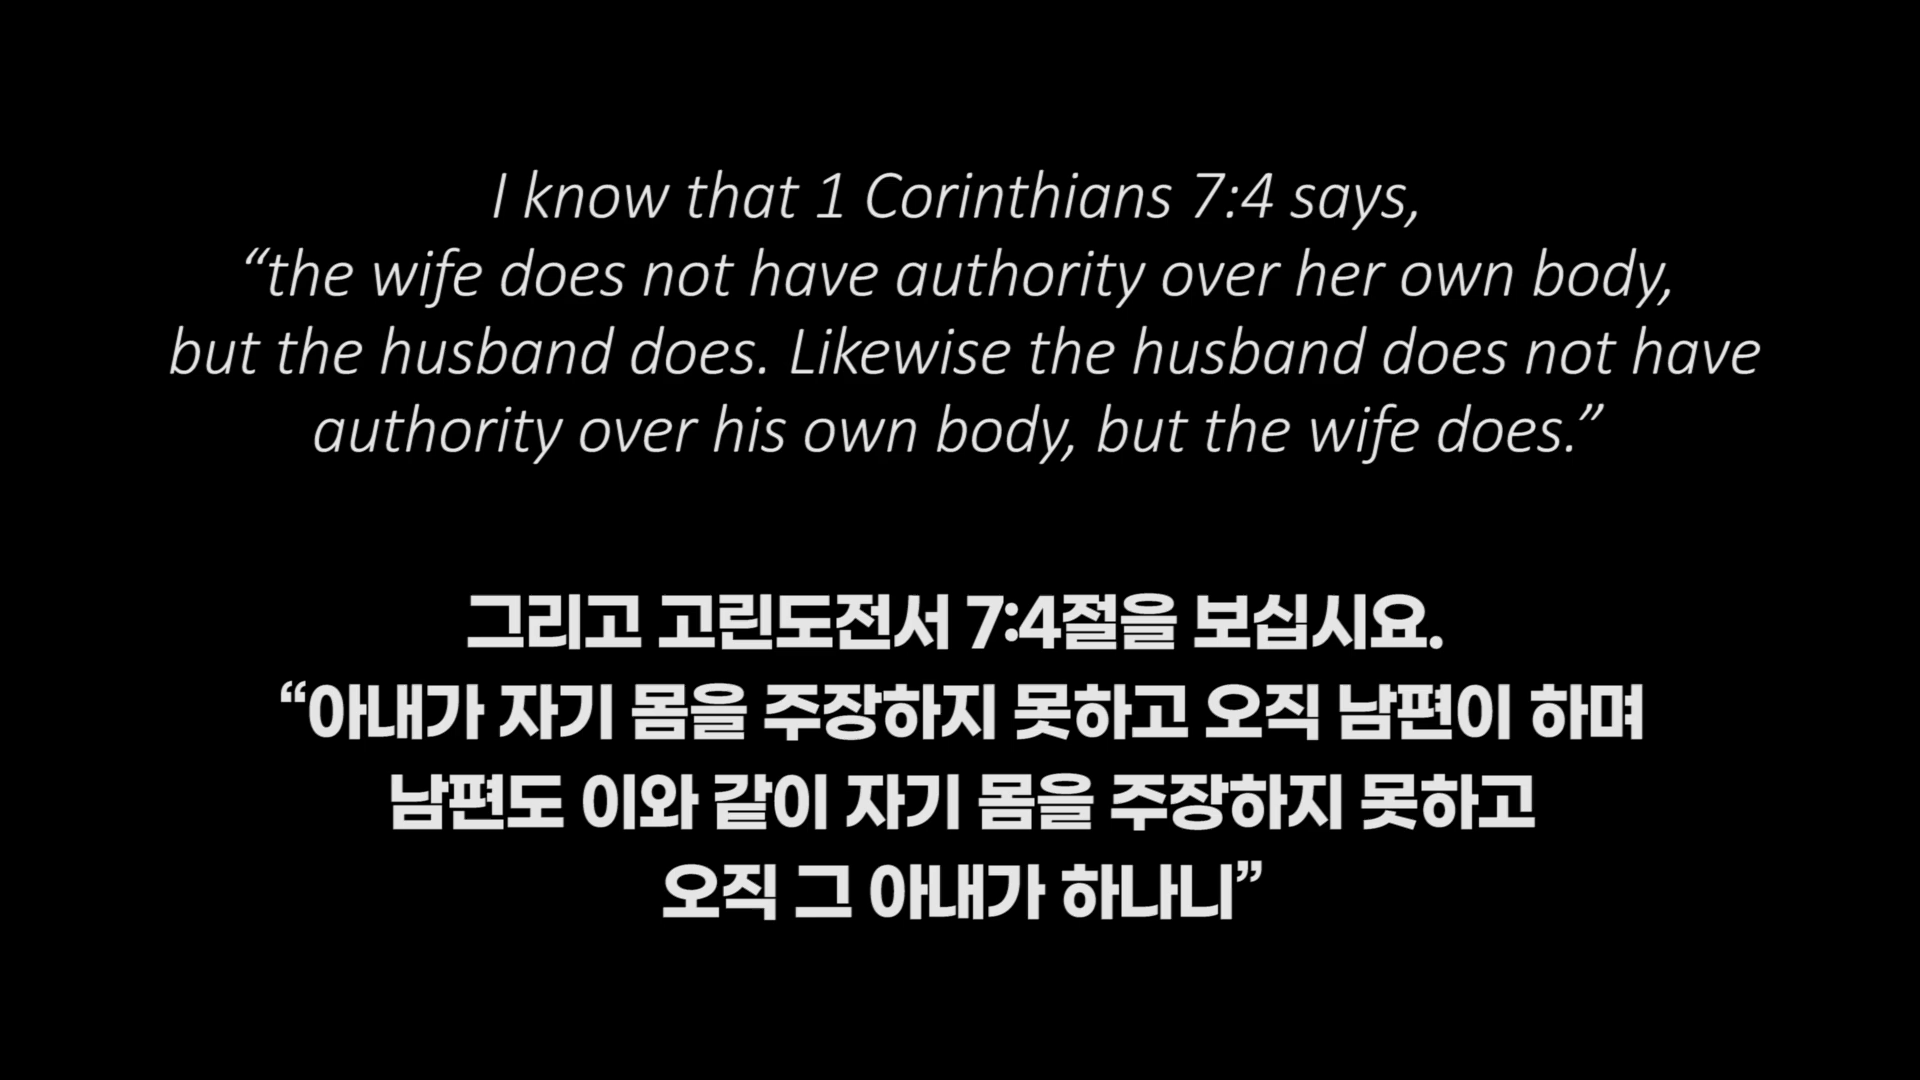 I know that 1 Corinthians 7:4 says,
“the wife does not have authority over her own body,
but the husband does. Likewise the husband does not have
authority over his own body, but the wife does.”
그리고 고린도전서 7:4절을 보십시요.
“아내가 자기 몸을 주장하지 못하고 오직 남편이 하며
남편도 이와 같이 자기 몸을 주장하지 못하고
오직 그 아내가 하나니”